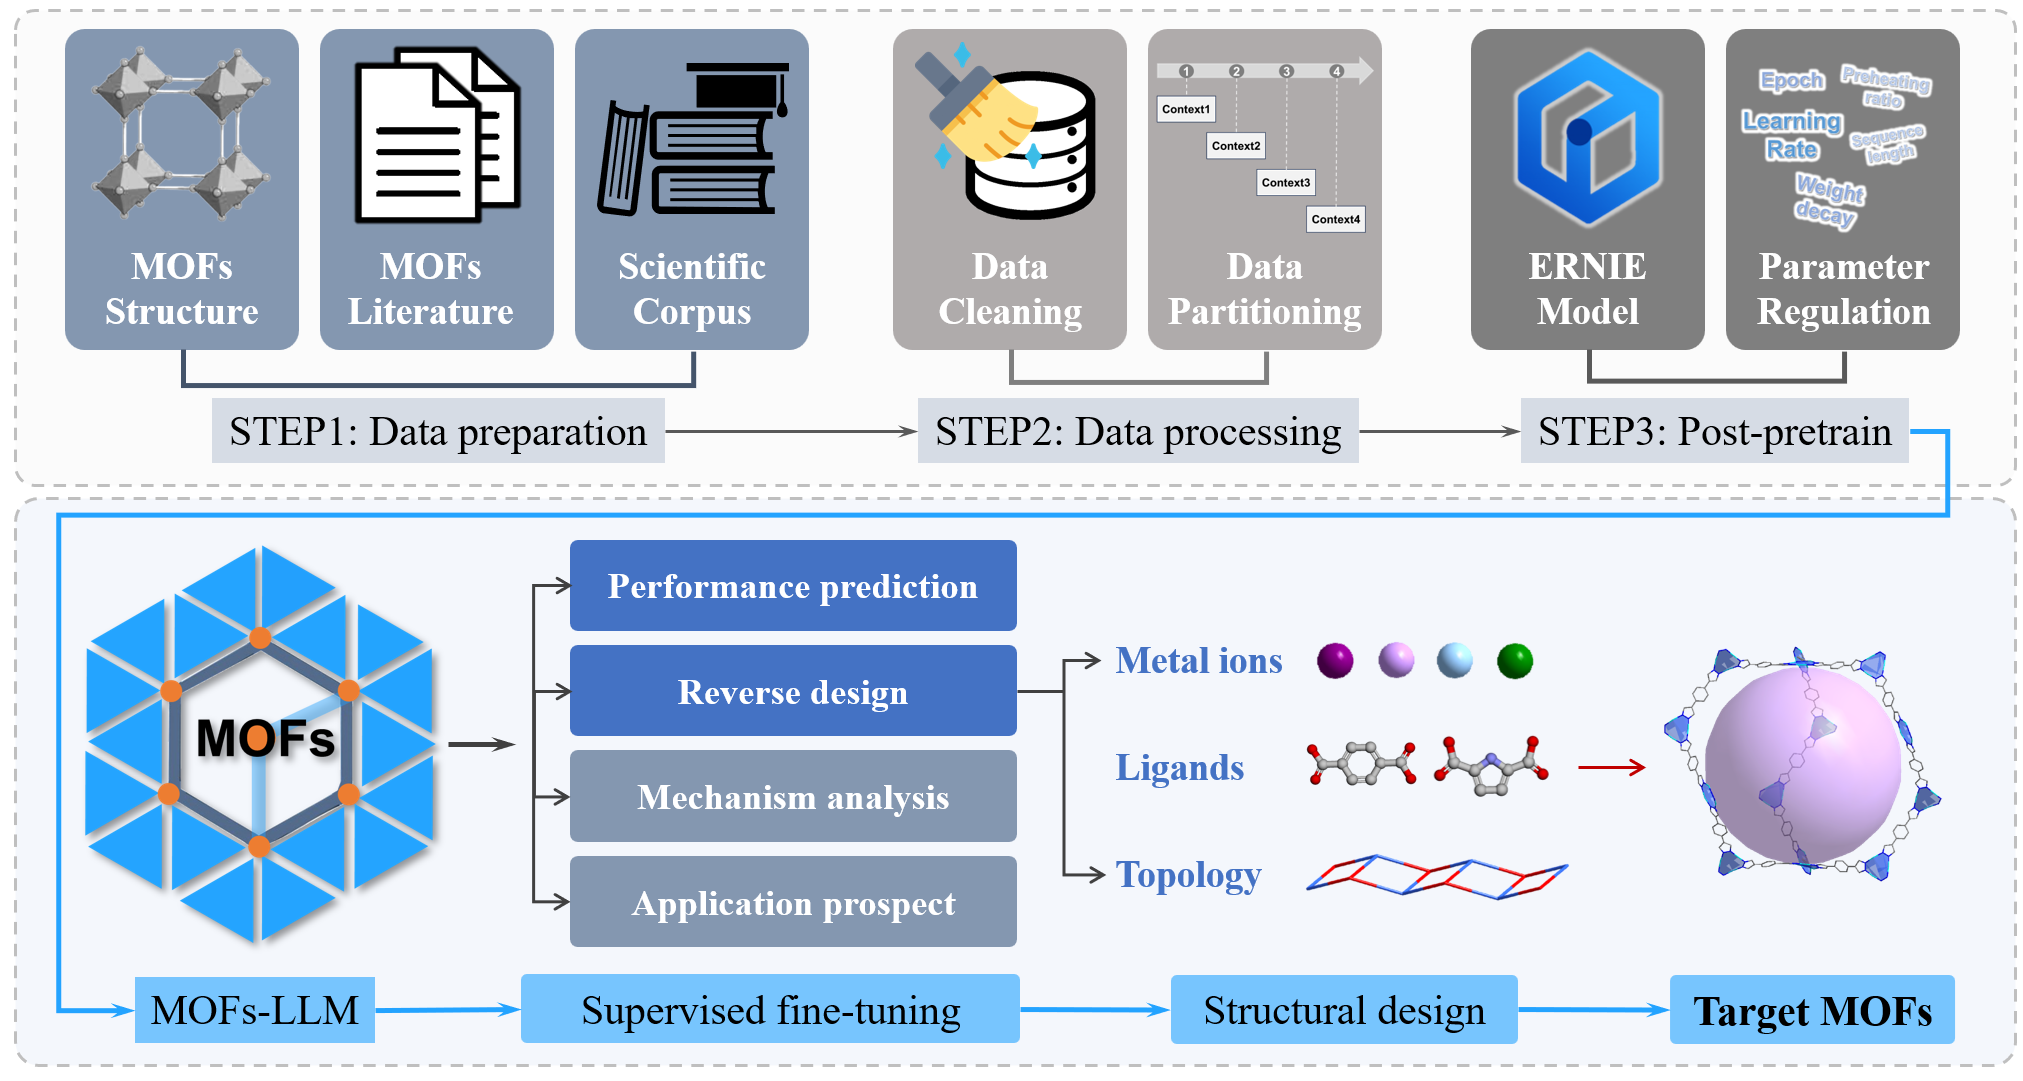 MOFs
Structure
MOFs
Literature
Scientific
Corpus
Data
Cleaning
1 2 3 4
Context1
Context2
Context3
Context4
Data
Partitioning
ERNIE
Model
Epoch
Preheating
ratio
Learning
Rate
Sequence
length
Weight
decay
Parameter
Regulation
STEP1: Data preparation
STEP2: Data processing
STEP3: Post-pretrain
MOFs
Performance prediction
Reverse design
Mechanism analysis
Application prospect
Metal ions
Ligands
Topology
MOFs-LLM
Supervised fine-tuning
Structural design
Target MOFs